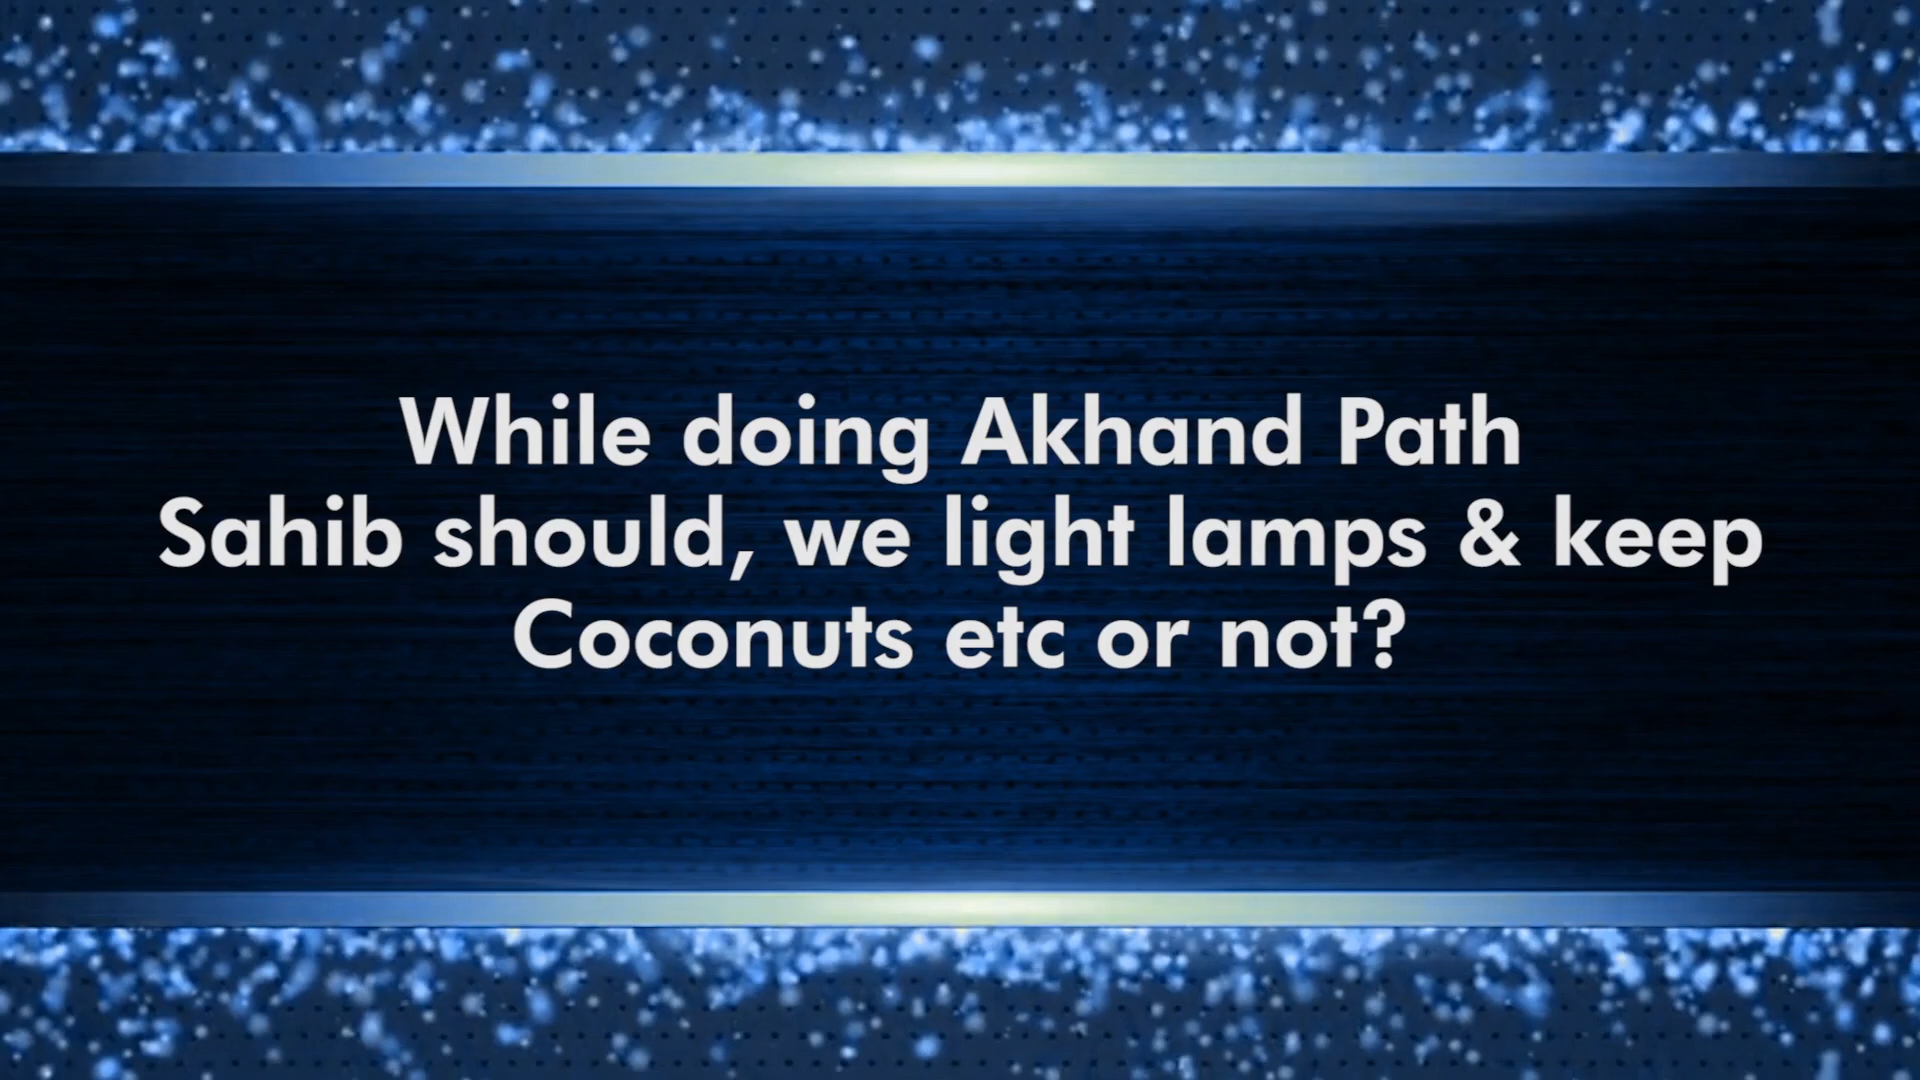 While doing Akhand Path
Sahib should, we light lamps & keep
Coconuts etc or not?